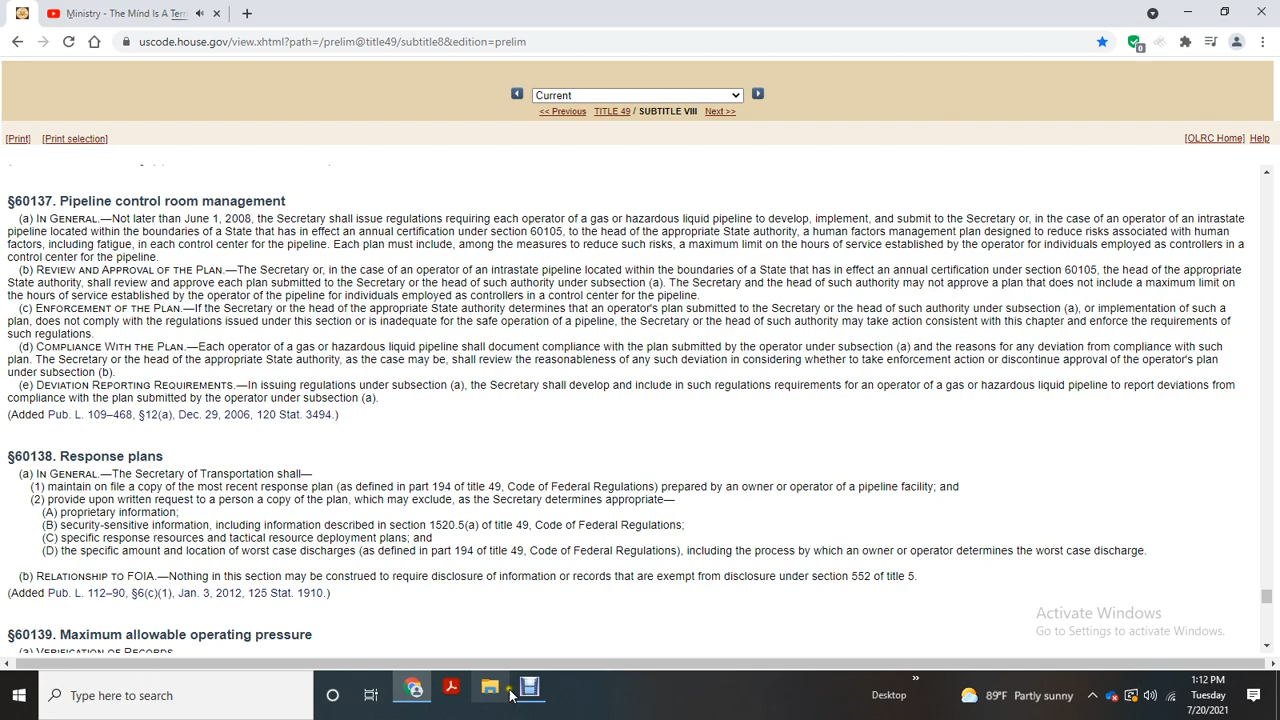 Ministry - The Mind Is A Terr
uscode.house.gov/view.xhtml?path=/prelim@title49/subtitle8&edition=prelim
0
Current
<< Previous TITLE 49 / SUBTITLE VIII Next >>
[Print] [Print selection] [OLRC Home] Help
§60137. Pipeline control room management
(a) IN GENERAL.—Not later than June 1, 2008, the Secretary shall issue regulations requiring each operator of a gas or hazardous liquid pipeline to develop, implement, and submit to the Secretary or, in the case of an operator of an intrastate
pipeline located within the boundaries of a State that has in effect an annual certification under section 60105, to the head of the appropriate State authority, a human factors management plan designed to reduce risks associated with human
factors, including fatigue, in each control center for the pipeline. Each plan must include, among the measures to reduce such risks, a maximum limit on the hours of service established by the operator for individuals employed as controllers in a
control center for the pipeline.
(b) REVIEW AND APPROVAL OF THE PLAN.—The Secretary or, in the case of an operator of an intrastate pipeline located within the boundaries of a State that has in effect an annual certification under section 60105, the head of the appropriate
State authority, shall review and approve each plan submitted to the Secretary or the head of such authority under subsection (a). The Secretary and the head of such authority may not approve a plan that does not include a maximum limit on
the hours of service established by the operator of the pipeline for individuals employed as controllers in a control center for the pipeline.
(c) ENFORCEMENT OF THE PLAN.—If the Secretary or the head of the appropriate State authority determines that an operator's plan submitted to the Secretary or the head of such authority under subsection (a), or implementation of such a
plan, does not comply with the regulations issued under this section or is inadequate for the safe operation of a pipeline, the Secretary or the head of such authority may take action consistent with this chapter and enforce the requirements of
such regulations.
(d) COMPLIANCE WITH THE PLAN.—Each operator of a gas or hazardous liquid pipeline shall document compliance with the plan submitted by the operator under subsection (a) and the reasons for any deviation from compliance with such
plan. The Secretary or the head of the appropriate State authority, as the case may be, shall review the reasonableness of any such deviation in considering whether to take enforcement action or discontinue approval of the operator's plan
under subsection (b).
(e) DEVIATION REPORTING REQUIREMENTS.—In issuing regulations under subsection (a), the Secretary shall develop and include in such regulations requirements for an operator of a gas or hazardous liquid pipeline to report deviations from
compliance with the plan submitted by the operator under subsection (a).
(Added Pub. L. 109–468, §12(a), Dec. 29, 2006, 120 Stat. 3494.)
§60138. Response plans
(a) IN GENERAL.—The Secretary of Transportation shall—
(1) maintain on file a copy of the most recent response plan (as defined in part 194 of title 49, Code of Federal Regulations) prepared by an owner or operator of a pipeline facility; and
(2) provide upon written request to a person a copy of the plan, which may exclude, as the Secretary determines appropriate—
(A) proprietary information;
(B) security-sensitive information, including information described in section 1520.5(a) of title 49, Code of Federal Regulations;
(C) specific response resources and tactical resource deployment plans; and
(D) the specific amount and location of worst case discharges (as defined in part 194 of title 49, Code of Federal Regulations), including the process by which an owner or operator determines the worst case discharge.
(b) RELATIONSHIP TO FOIA.—Nothing in this section may be construed to require disclosure of information or records that are exempt from disclosure under section 552 of title 5.
(Added Pub. L. 112–90, §6(c)(1), Jan. 3, 2012, 125 Stat. 1910.)
Activate Windows
Go to Settings to activate Windows.
§60139. Maximum allowable operating pressure
(a) VERIFICATION OF RECORDS.
Type here to search
Desktop
89°F Partly sunny
1:12 PM
Tuesday
7/20/2021